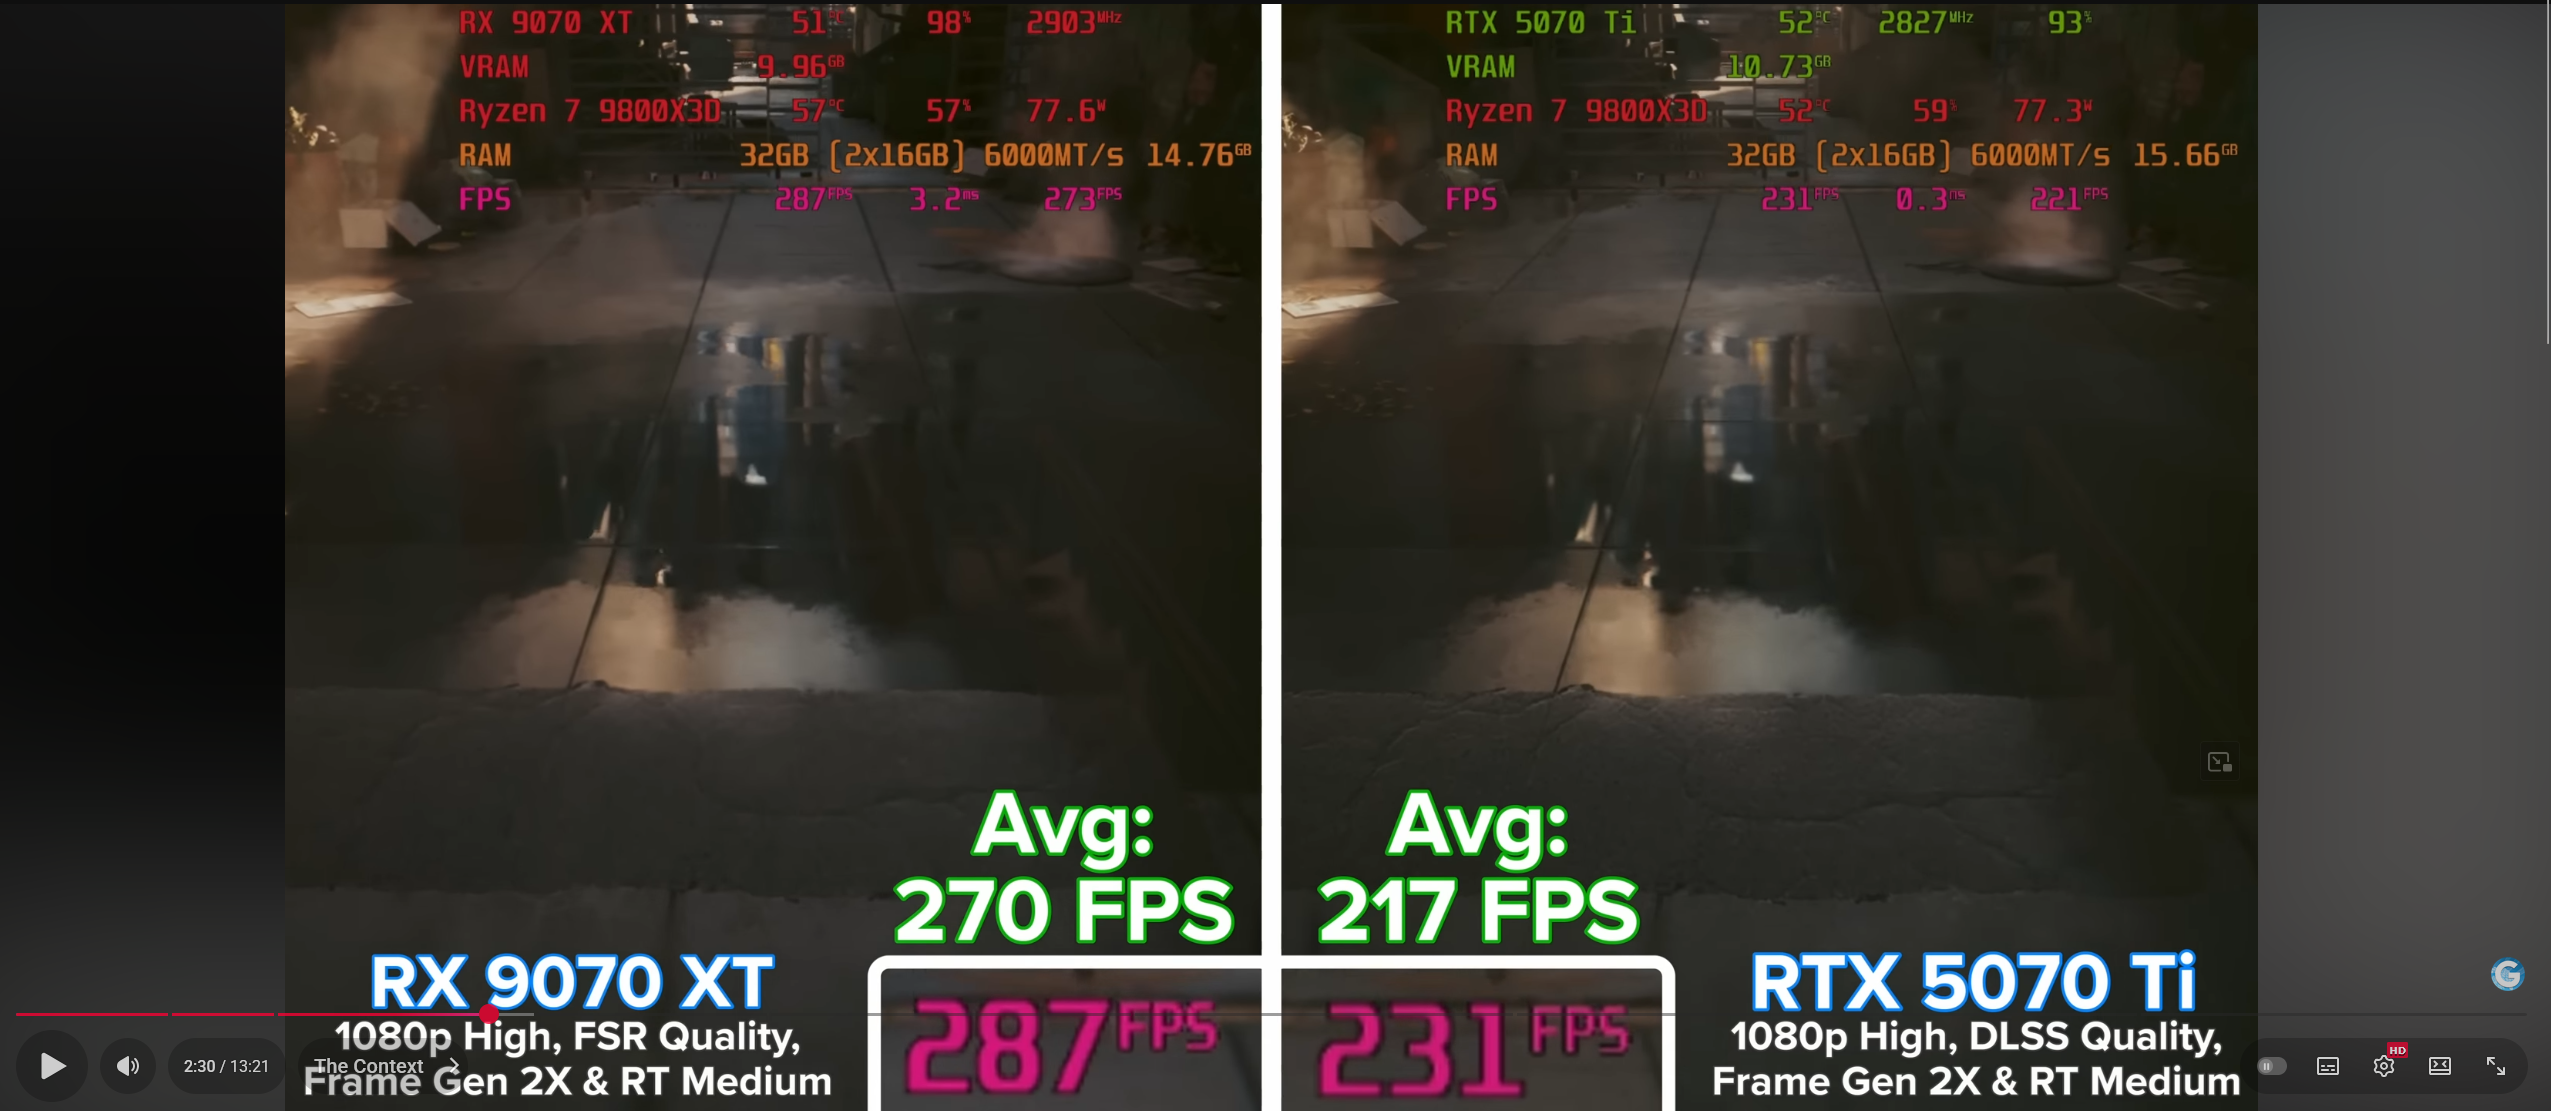 RX 9070 XT 51°C 98% 2903MHz
VRAM 9.96GB
Ryzen 7 9800X3D 57°C 57% 77.6W
RAM 32GB (2x16GB) 6000MT/s 14.76GB
FPS 287FPS 3.2ms 273FPS
RTX 5070 Ti 52°C 2827MHz 93%
VRAM 10.73GB
Ryzen 7 9800X3D 52°C 59% 77.3W
RAM 32GB (2x16GB) 6000MT/s 15.66GB
FPS 231FPS 0.3ms 221FPS
Avg:
270 FPS
Avg:
217 FPS
RX 9070 XT
1080p High, FSR Quality,
Frame Gen 2X & RT Medium
287FPS
231FPS
RTX 5070 Ti
1080p High, DLSS Quality,
Frame Gen 2X & RT Medium
2:30 / 13:21
The Context
HD
G